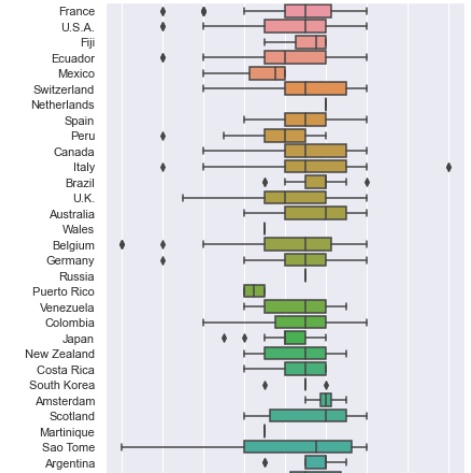 France
U.S.A.
Fiji
Ecuador
Mexico
Switzerland
Netherlands
Spain
Peru
Canada
Italy
Brazil
U.K.
Australia
Wales
Belgium
Germany
Russia
Puerto Rico
Venezuela
Colombia
Japan
New Zealand
Costa Rica
South Korea
Amsterdam
Scotland
Martinique
Sao Tome
Argentina